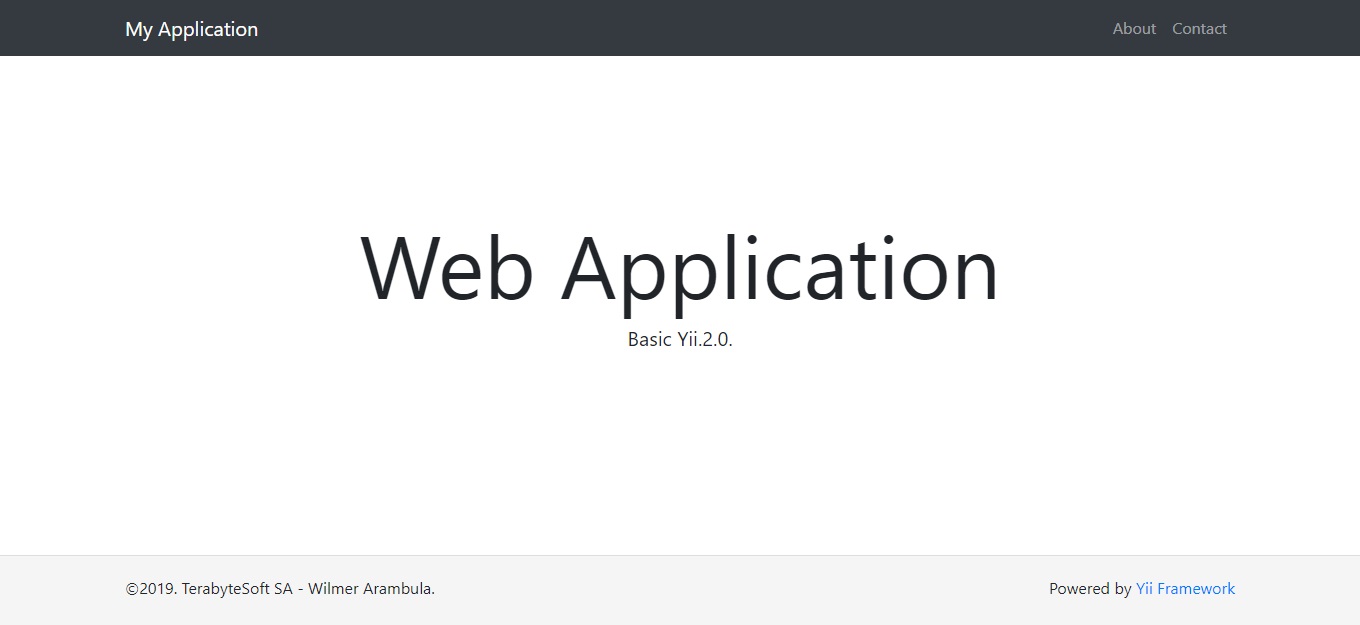 My Application About Contact
Web Application
Basic Yii.2.0.
©2019. TerabyteSoft SA - Wilmer Arambula. Powered by Yii Framework